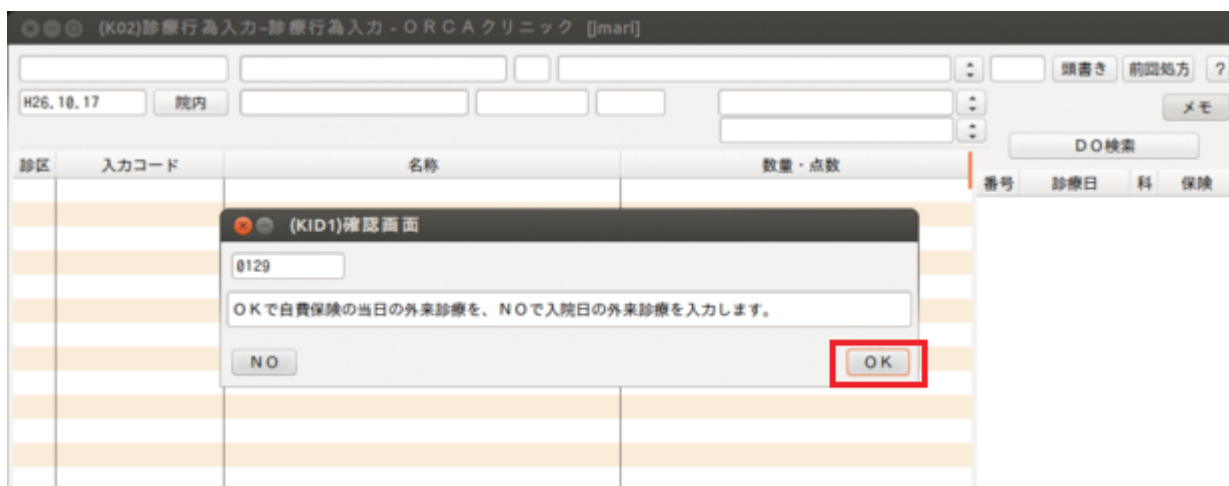 (K02)診療行為入力−診療行為入力 - ＯＲＣＡクリニック [jmari]
頭書き 前回処方 ?
H26.10.17 院内 メモ
ＤＯ検索
診区 入力コード 名称 数量・点数
番号 診療日 科 保険
(KID1)確認画面
0129
ＯＫで自費保険の当日の外来診療を、ＮＯで入院日の外来診療を入力します。
ＮＯ ＯＫ